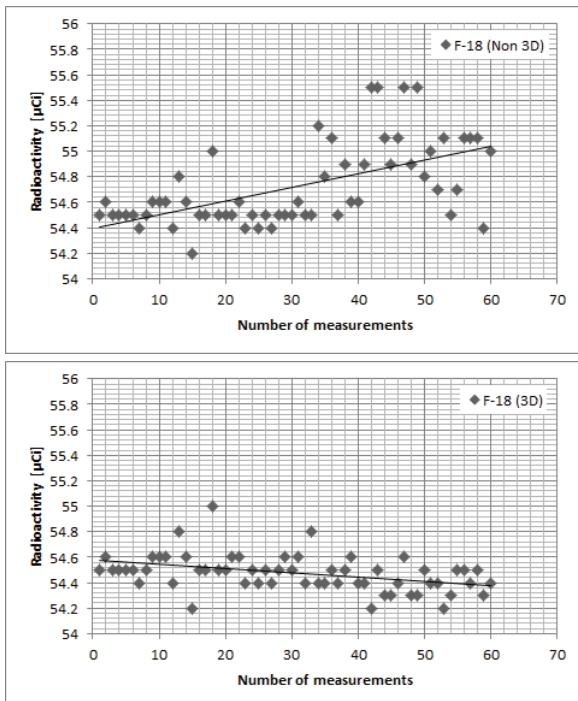 56
55.8
55.6
55.4
55.2
55
54.8
54.6
54.4
54.2
54
Radioactivity [µCi]
F-18 (Non 3D)
0 10 20 30 40 50 60 70
Number of measurements
56
55.8
55.6
55.4
55.2
55
54.8
54.6
54.4
54.2
54
Radioactivity [µCi]
F-18 (3D)
0 10 20 30 40 50 60 70
Number of measurements